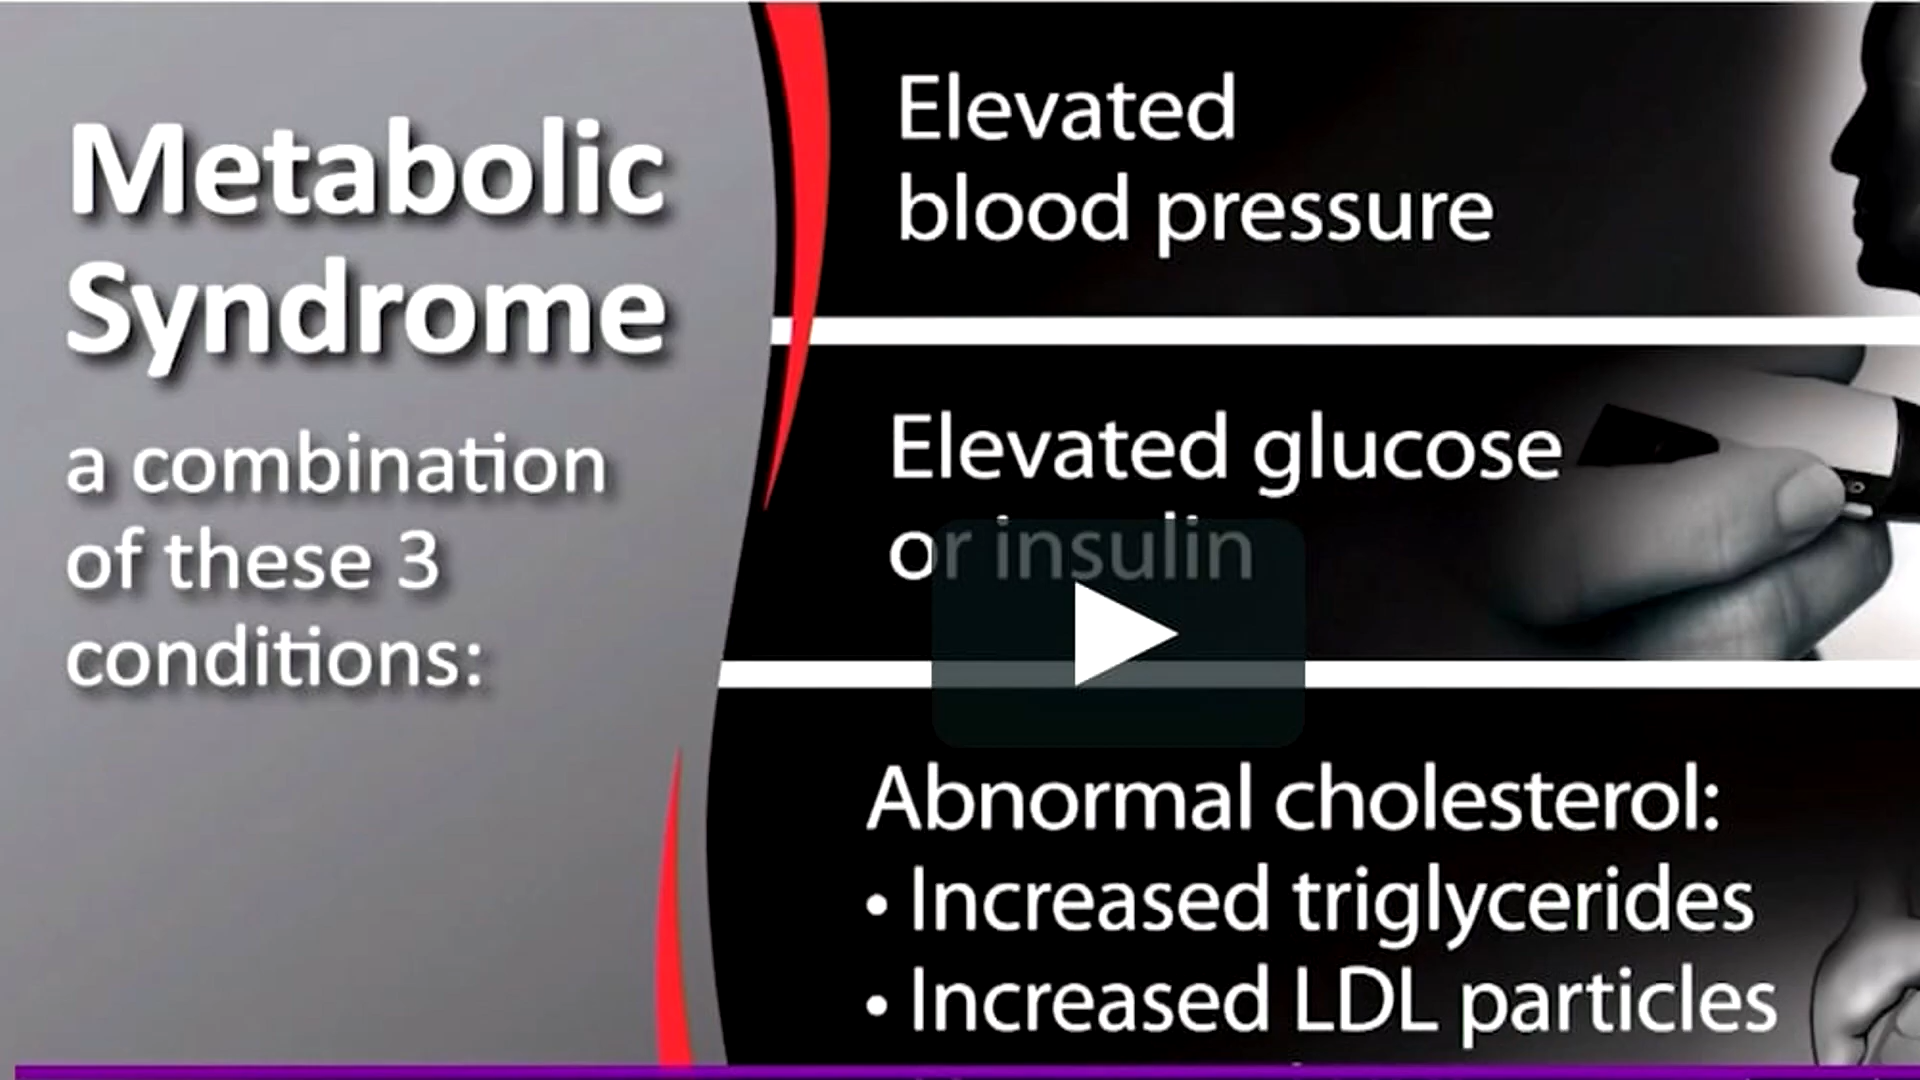 Metabolic
Syndrome
a combination
of these 3
conditions:
Elevated
blood pressure
Elevated glucose
or insulin
Abnormal cholesterol:
• Increased triglycerides
• Increased LDL particles